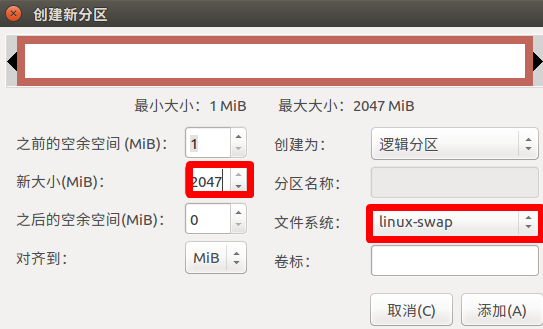 创建新分区
最小大小：1 MiB 最大大小：2047 MiB
之前的空余空间 (MiB)： 1 创建为： 逻辑分区
新大小(MiB)： 2047 分区名称：
之后的空余空间(MiB)： 0 文件系统： linux-swap
对齐到： MiB 卷标：
取消(C) 添加(A)